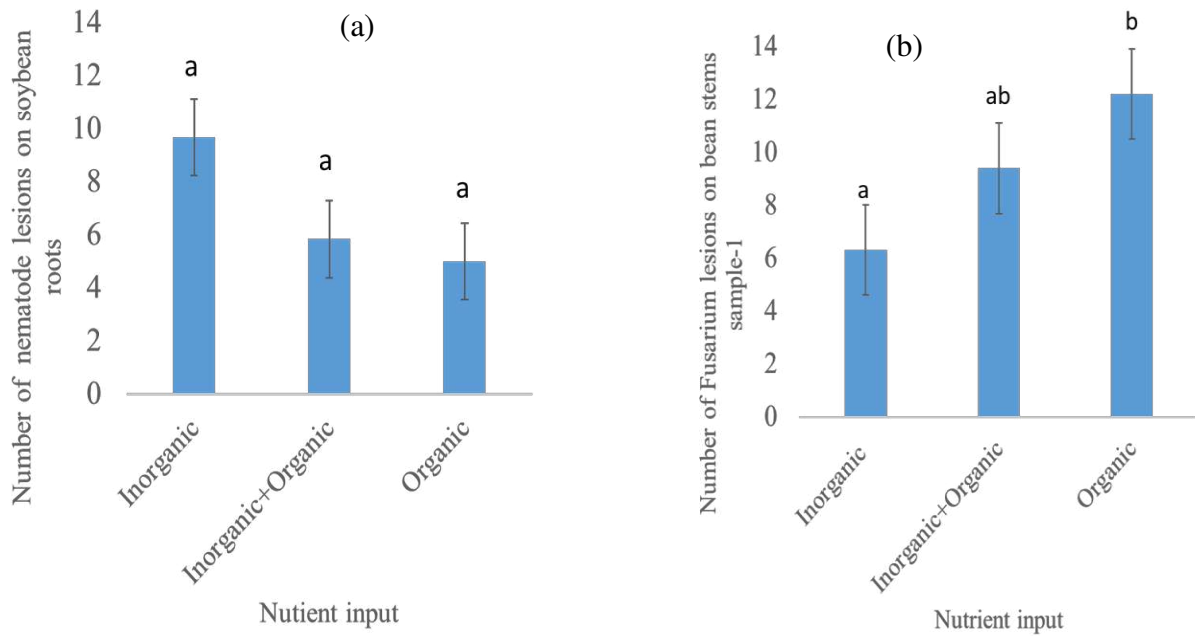 (a)
Number of nematode lesions on soybean
roots
14
12
10
8
6
4
2
0
a
a
a
Inorganic
Inorganic+Organic
Organic
Nutient input
(b)
Number of Fusarium lesions on bean stems
sample-1
14
12
10
8
6
4
2
0
a
ab
b
Inorganic
Inorganic+Organic
Organic
Nutrient input